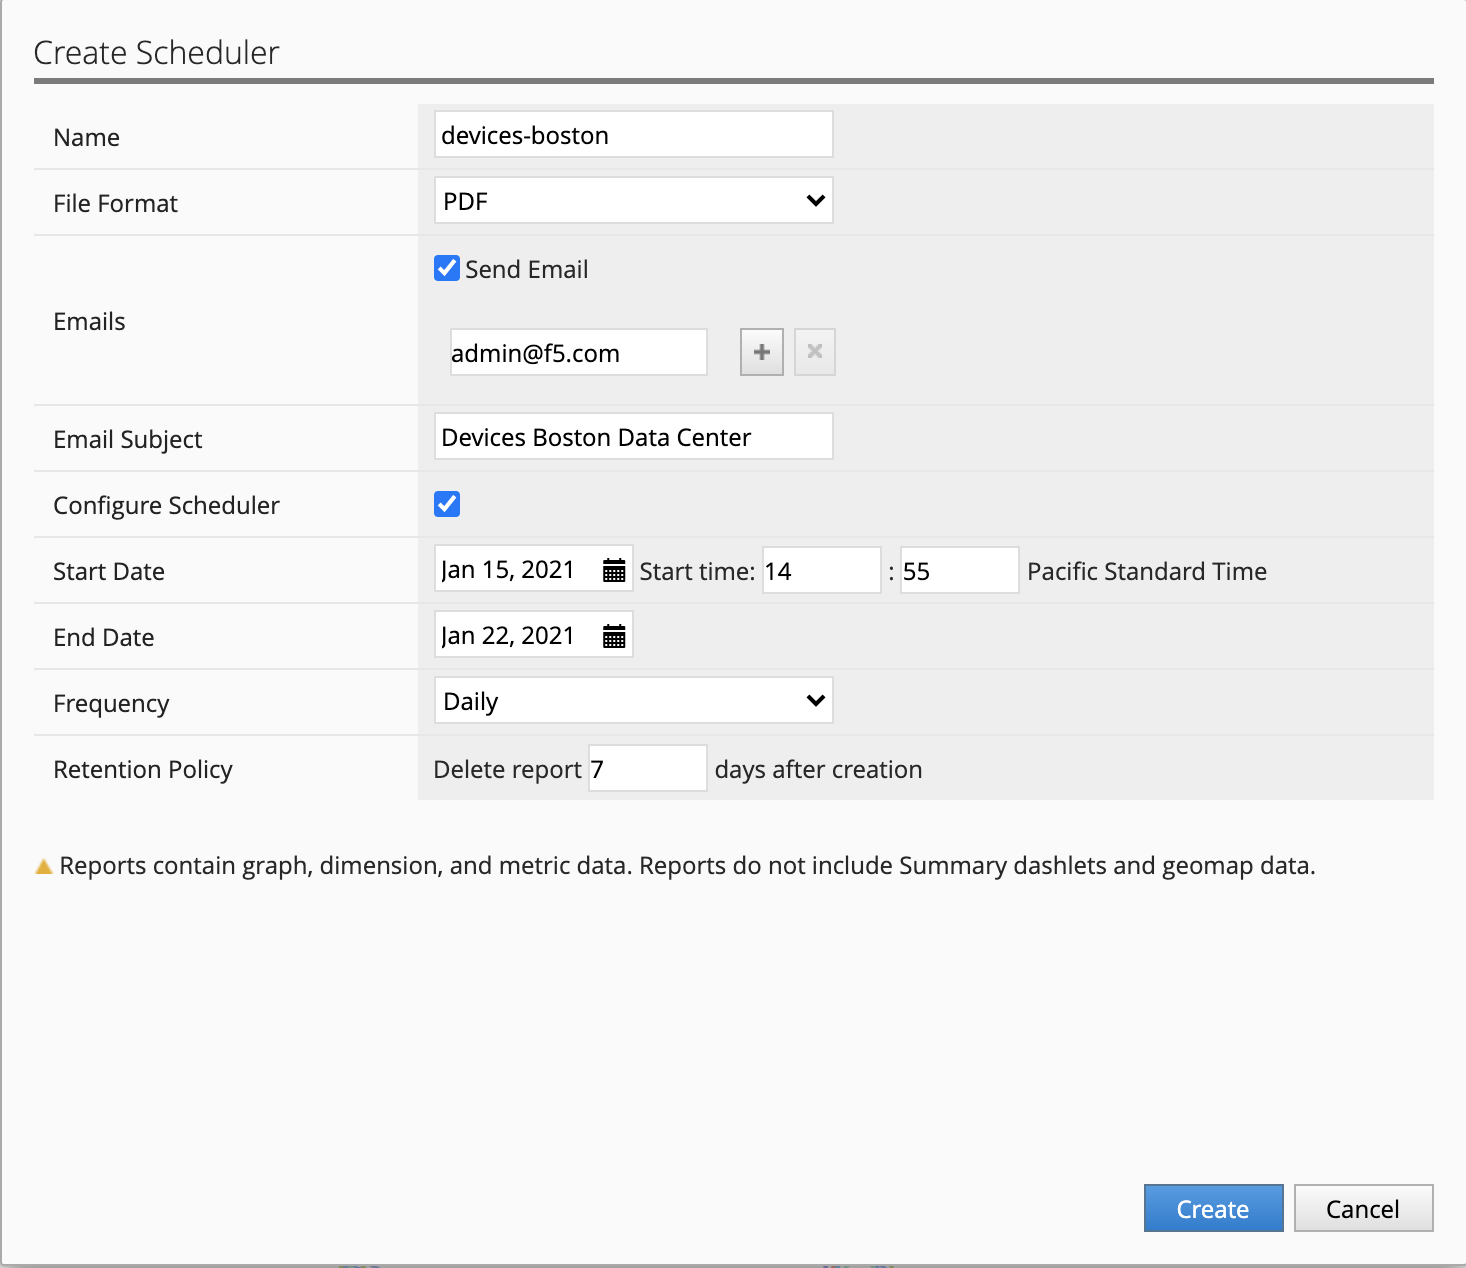 Create Scheduler
Name devices-boston
File Format PDF
Send Email
Emails
admin@f5.com
Email Subject Devices Boston Data Center
Configure Scheduler
Start Date Jan 15, 2021 Start time: 14 : 55 Pacific Standard Time
End Date Jan 22, 2021
Frequency Daily
Retention Policy Delete report 7 days after creation
Reports contain graph, dimension, and metric data. Reports do not include Summary dashlets and geomap data.
Create Cancel